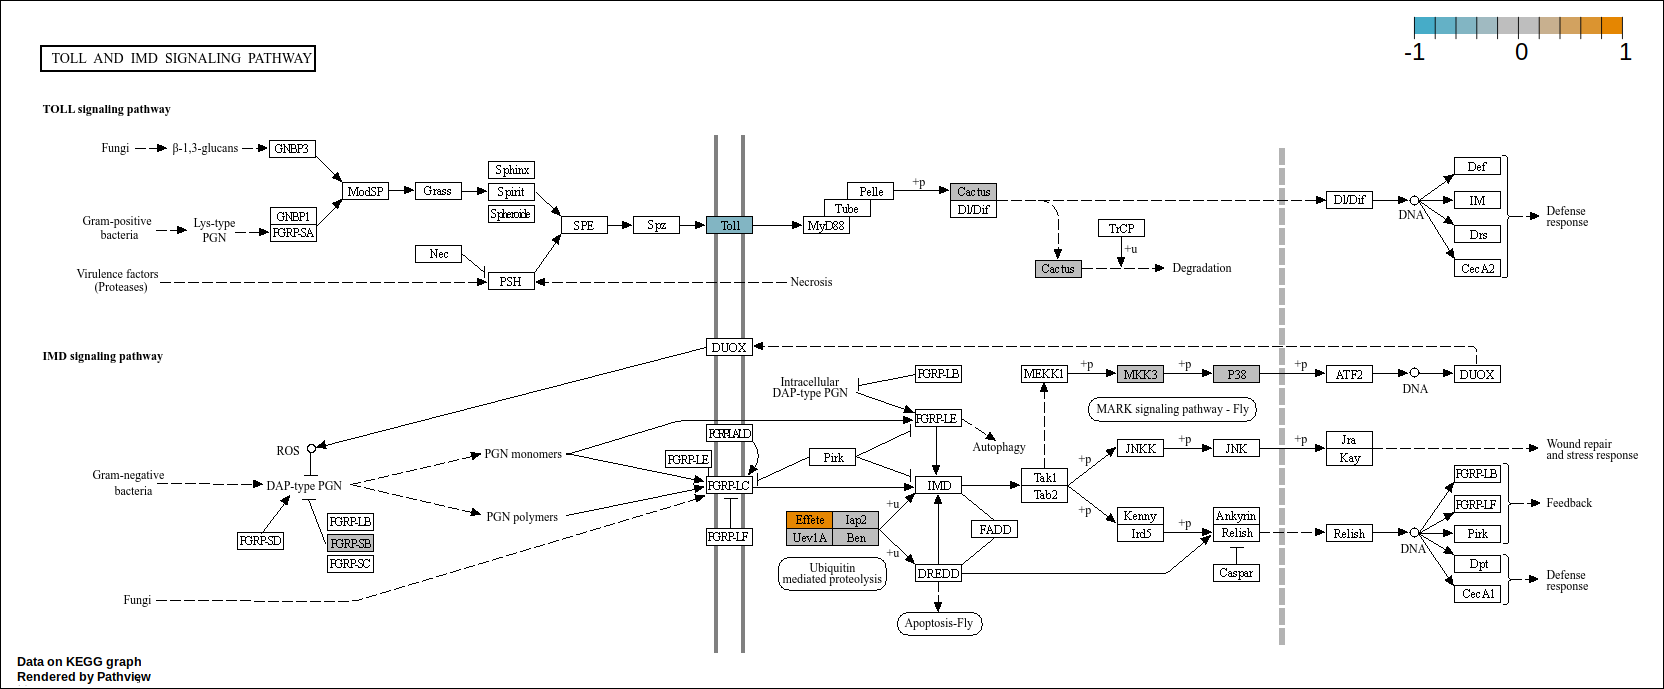 -1 0 1
TOLL AND IMD SIGNALING PATHWAY
TOLL signaling pathway
Fungi
β-1,3-glucans
GNBP3
ModSP
Grass
Sphinx
Spirit
Spheroide
Gram-positive
bacteria
Lys-type
PGN
GNBP1
PGRP-SA
SPE
Spz
Toll
MyD88
Tube
Pelle
+p
Cactus
Dl/Dif
TrCP
+u
Cactus
Degradation
Dl/Dif
DNA
Def
IM
Drs
CecA2
Defense
response
Nec
Virulence factors
(Proteases)
PSH
Necrosis
IMD signaling pathway
DUOX
Intracellular
DAP-type PGN
PGRP-LB
PGRP-LE
Autophagy
MEKK1
+p
MKK3
+p
P38
+p
ATF2
DNA
DUOX
MARK signaling pathway - Fly
ROS
Gram-negative
bacteria
DAP-type PGN
PGN monomers
PGN polymers
PGRP-SD
PGRP-LB
PGRP-SB
PGRP-SC
Fungi
PGRP-LE
PGRP-LC
PGRP-LF
Pirk
IMD
Tak1
Tab2
+p
JNKK
+p
JNK
+p
Jra
Kay
Wound repair
and stress response
Effete
Iap2
Uev1A
Ben
+u
+u
Ubiquitin
mediated proteolysis
FADD
DREDD
Apoptosis-Fly
+p
Kenny
Ird5
+p
Ankyrin
Relish
Caspar
Relish
DNA
PGRP-LB
PGRP-LF
Pirk
Feedback
Dpt
CecA1
Defense
response
Data on KEGG graph
Rendered by Pathview